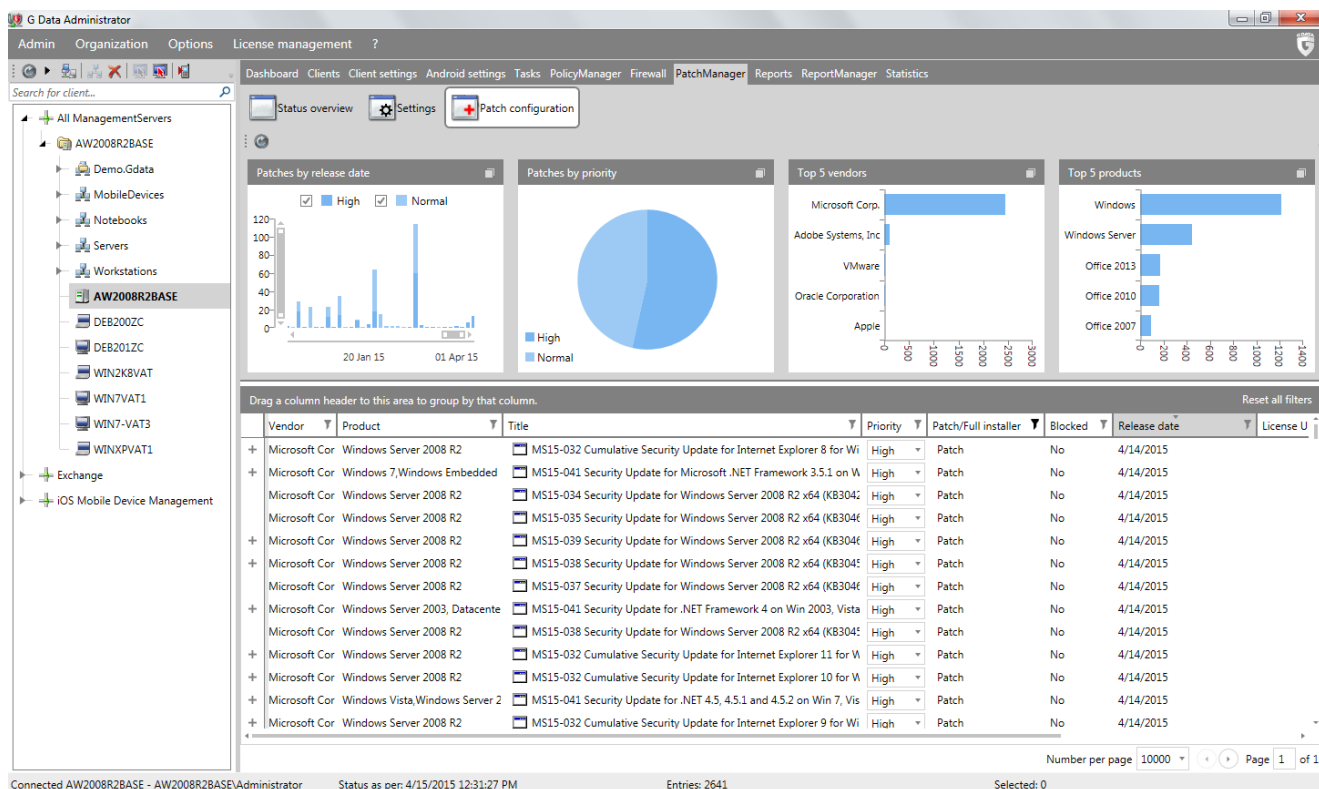 G Data Administrator
Admin Organization Options License management ?
Dashboard Clients Client settings Android settings Tasks PolicyManager Firewall PatchManager Reports ReportManager Statistics
Search for client...
Status overview Settings Patch configuration
All ManagementServers
AW2008R2BASE
Demo.Gdata
MobileDevices
Notebooks
Servers
Workstations
AW2008R2BASE
DEB200ZC
DEB201ZC
WIN2K8VAT
WIN7VAT1
WIN7-VAT3
WINXPVAT1
Exchange
iOS Mobile Device Management
Patches by release date
High Normal
120
100
80
60
40
20
0
20 Jan 15 01 Apr 15
Patches by priority
High
Normal
Top 5 vendors
Microsoft Corp.
Adobe Systems, Inc
VMware
Oracle Corporation
Apple
0 500 1000 1500 2000 2500 3000
Top 5 products
Windows
Windows Server
Office 2013
Office 2010
Office 2007
0 200 400 600 800 1000 1200 1400
Drag a column header to this area to group by that column. Reset all filters
Vendor Product Title Priority Patch/Full installer Blocked Release date License U
+ Microsoft Cor Windows Server 2008 R2 MS15-032 Cumulative Security Update for Internet Explorer 8 for Wi High Patch No 4/14/2015
+ Microsoft Cor Windows 7,Windows Embedded MS15-041 Security Update for Microsoft .NET Framework 3.5.1 on W High Patch No 4/14/2015
Microsoft Cor Windows Server 2008 R2 MS15-034 Security Update for Windows Server 2008 R2 x64 (KB3042 High Patch No 4/14/2015
Microsoft Cor Windows Server 2008 R2 MS15-035 Security Update for Windows Server 2008 R2 x64 (KB3046 High Patch No 4/14/2015
+ Microsoft Cor Windows Server 2008 R2 MS15-039 Security Update for Windows Server 2008 R2 x64 (KB3046 High Patch No 4/14/2015
+ Microsoft Cor Windows Server 2008 R2 MS15-038 Security Update for Windows Server 2008 R2 x64 (KB3045 High Patch No 4/14/2015
Microsoft Cor Windows Server 2008 R2 MS15-037 Security Update for Windows Server 2008 R2 x64 (KB3046 High Patch No 4/14/2015
+ Microsoft Cor Windows Server 2003, Datacente MS15-041 Security Update for .NET Framework 4 on Win 2003, Vista High Patch No 4/14/2015
Microsoft Cor Windows Server 2008 R2 MS15-038 Security Update for Windows Server 2008 R2 x64 (KB3045 High Patch No 4/14/2015
+ Microsoft Cor Windows Server 2008 R2 MS15-032 Cumulative Security Update for Internet Explorer 11 for W High Patch No 4/14/2015
+ Microsoft Cor Windows Server 2008 R2 MS15-032 Cumulative Security Update for Internet Explorer 10 for W High Patch No 4/14/2015
+ Microsoft Cor Windows Vista,Windows Server 2 MS15-041 Security Update for .NET 4.5, 4.5.1 and 4.5.2 on Win 7, Vis High Patch No 4/14/2015
+ Microsoft Cor Windows Server 2008 R2 MS15-032 Cumulative Security Update for Internet Explorer 9 for Wi High Patch No 4/14/2015
Number per page 10000 Page 1 of 1
Connected AW2008R2BASE - AW2008R2BASE\Administrator Status as per: 4/15/2015 12:31:27 PM Entries: 2641 Selected: 0